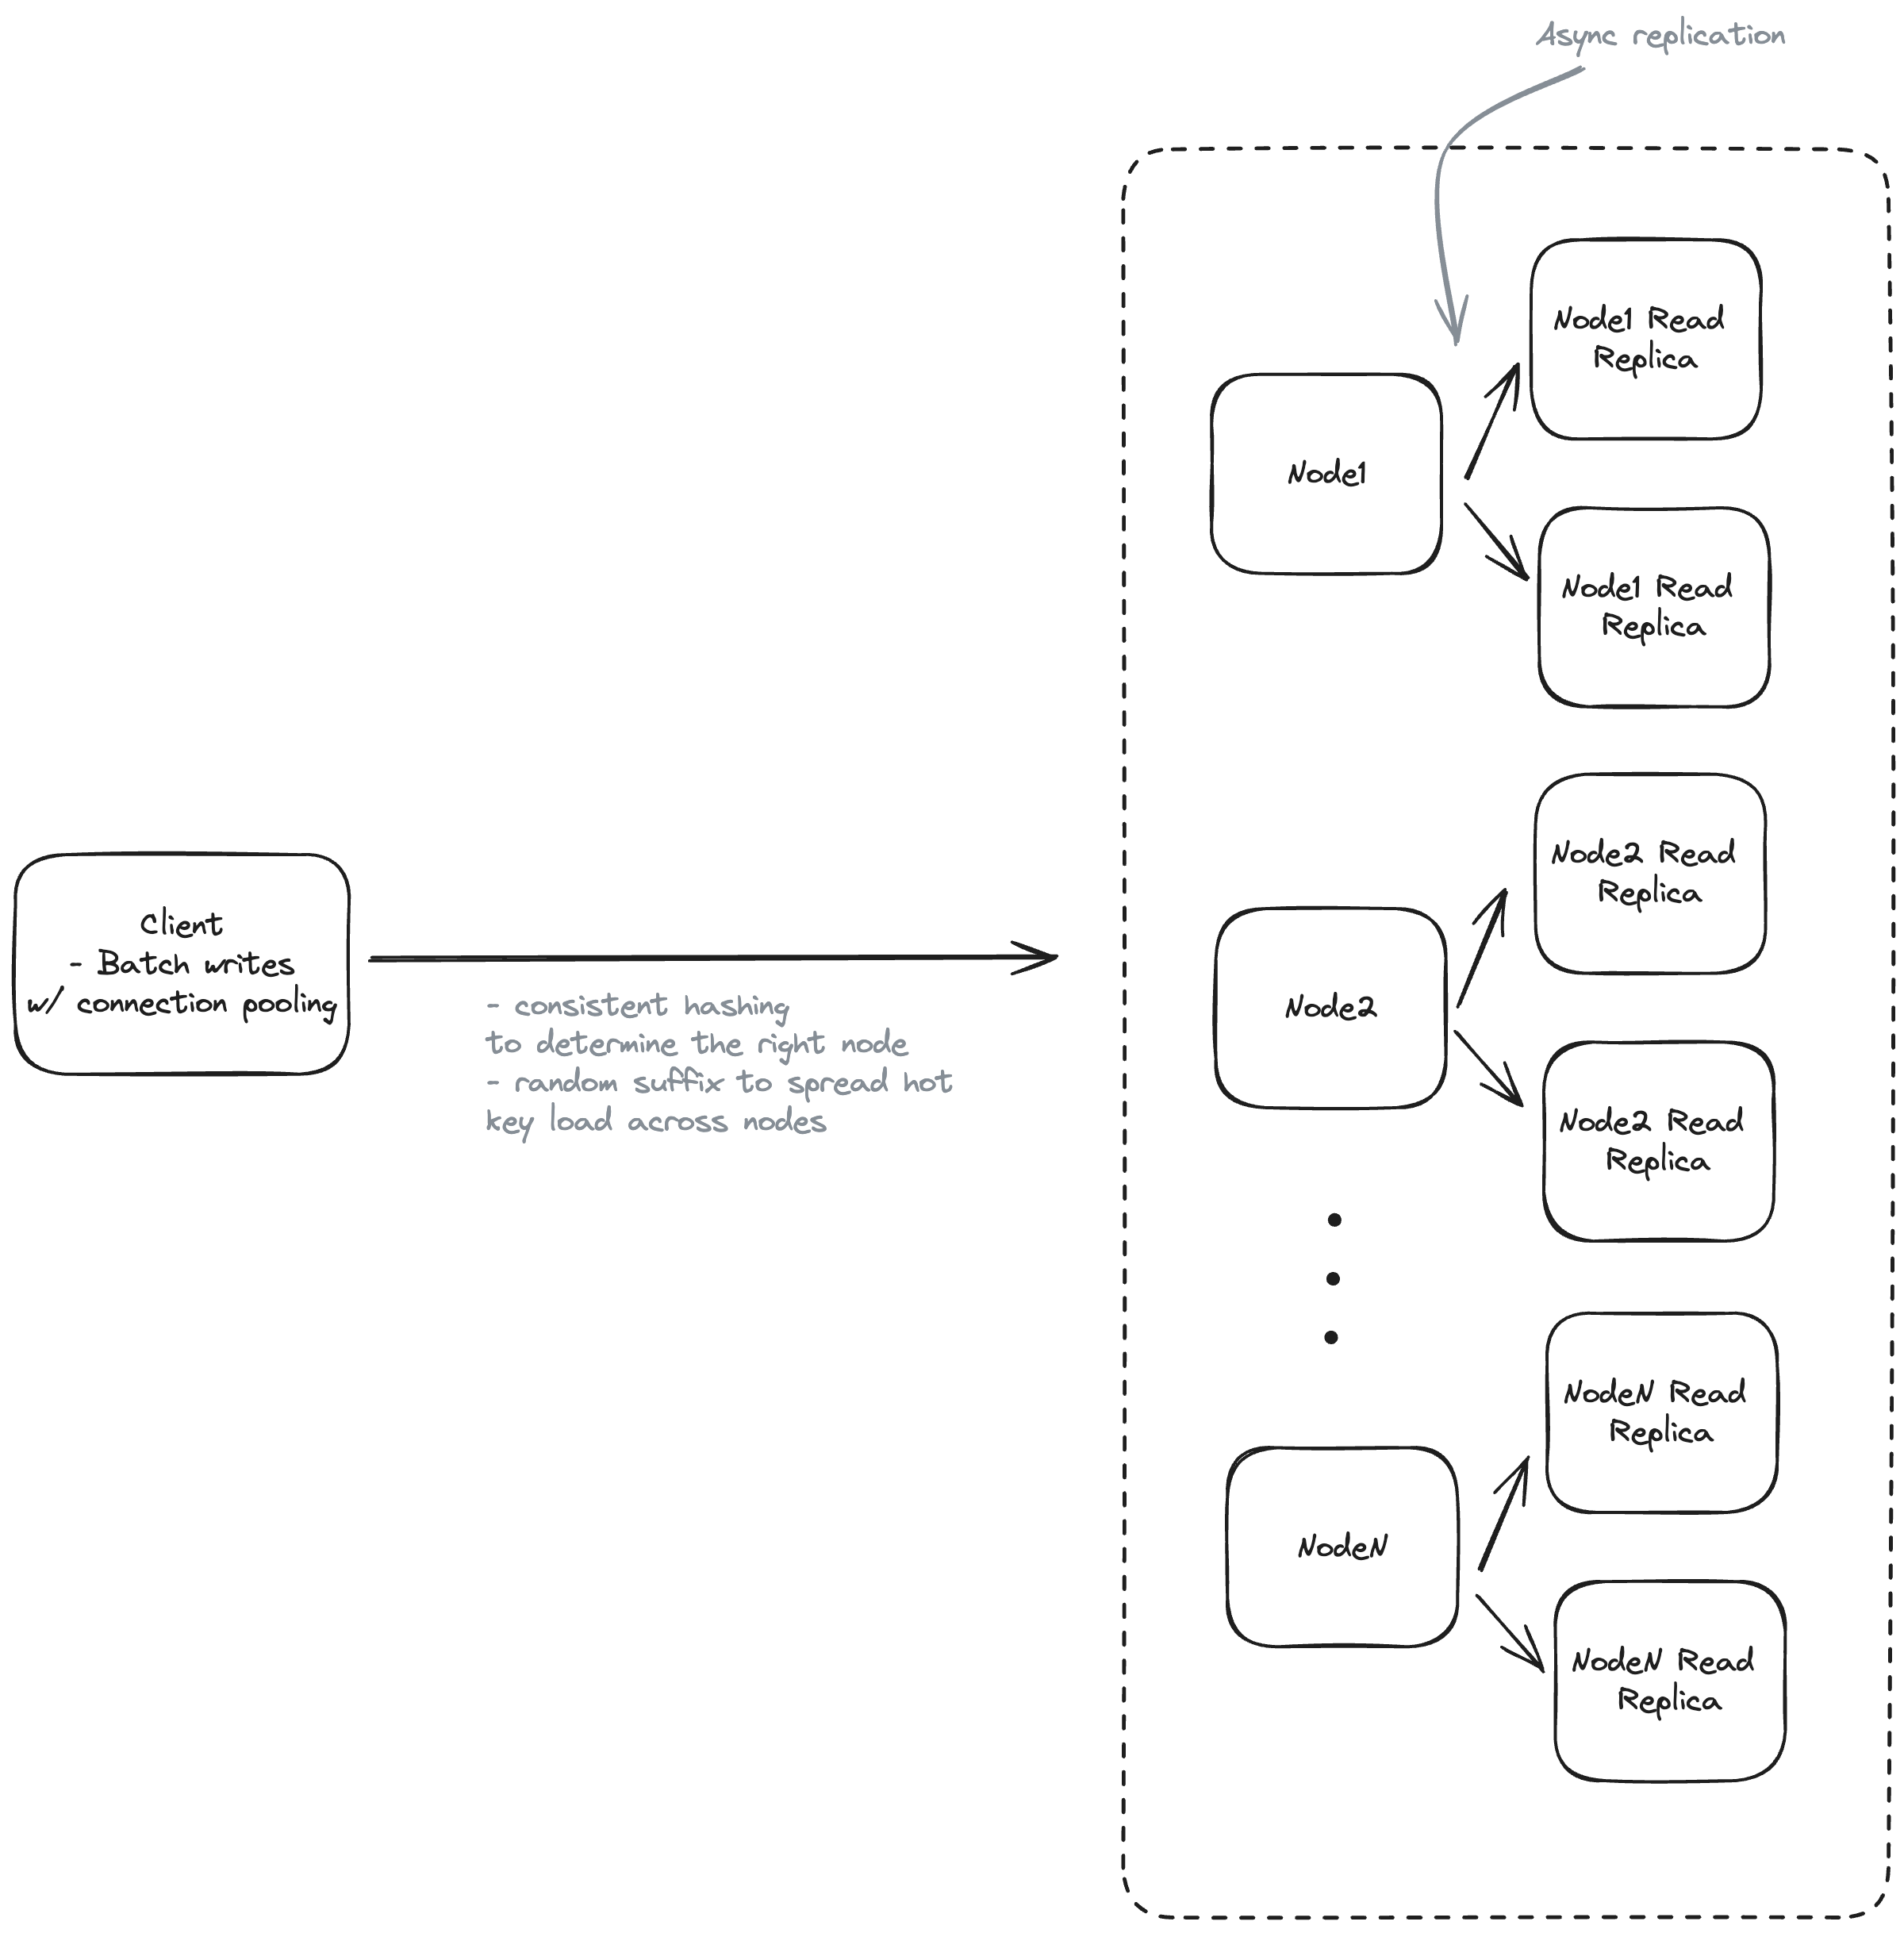 Async replication
Node1 Read
Replica
Node1
Node1 Read
Replica
Client
- Batch writes
w/ connection pooling
- consistent hashing
to determine the right node
- random suffix to spread hot
key load across nodes
Node2 Read
Replica
Node2
Node2 Read
Replica
NodeN Read
Replica
NodeN
NodeN Read
Replica